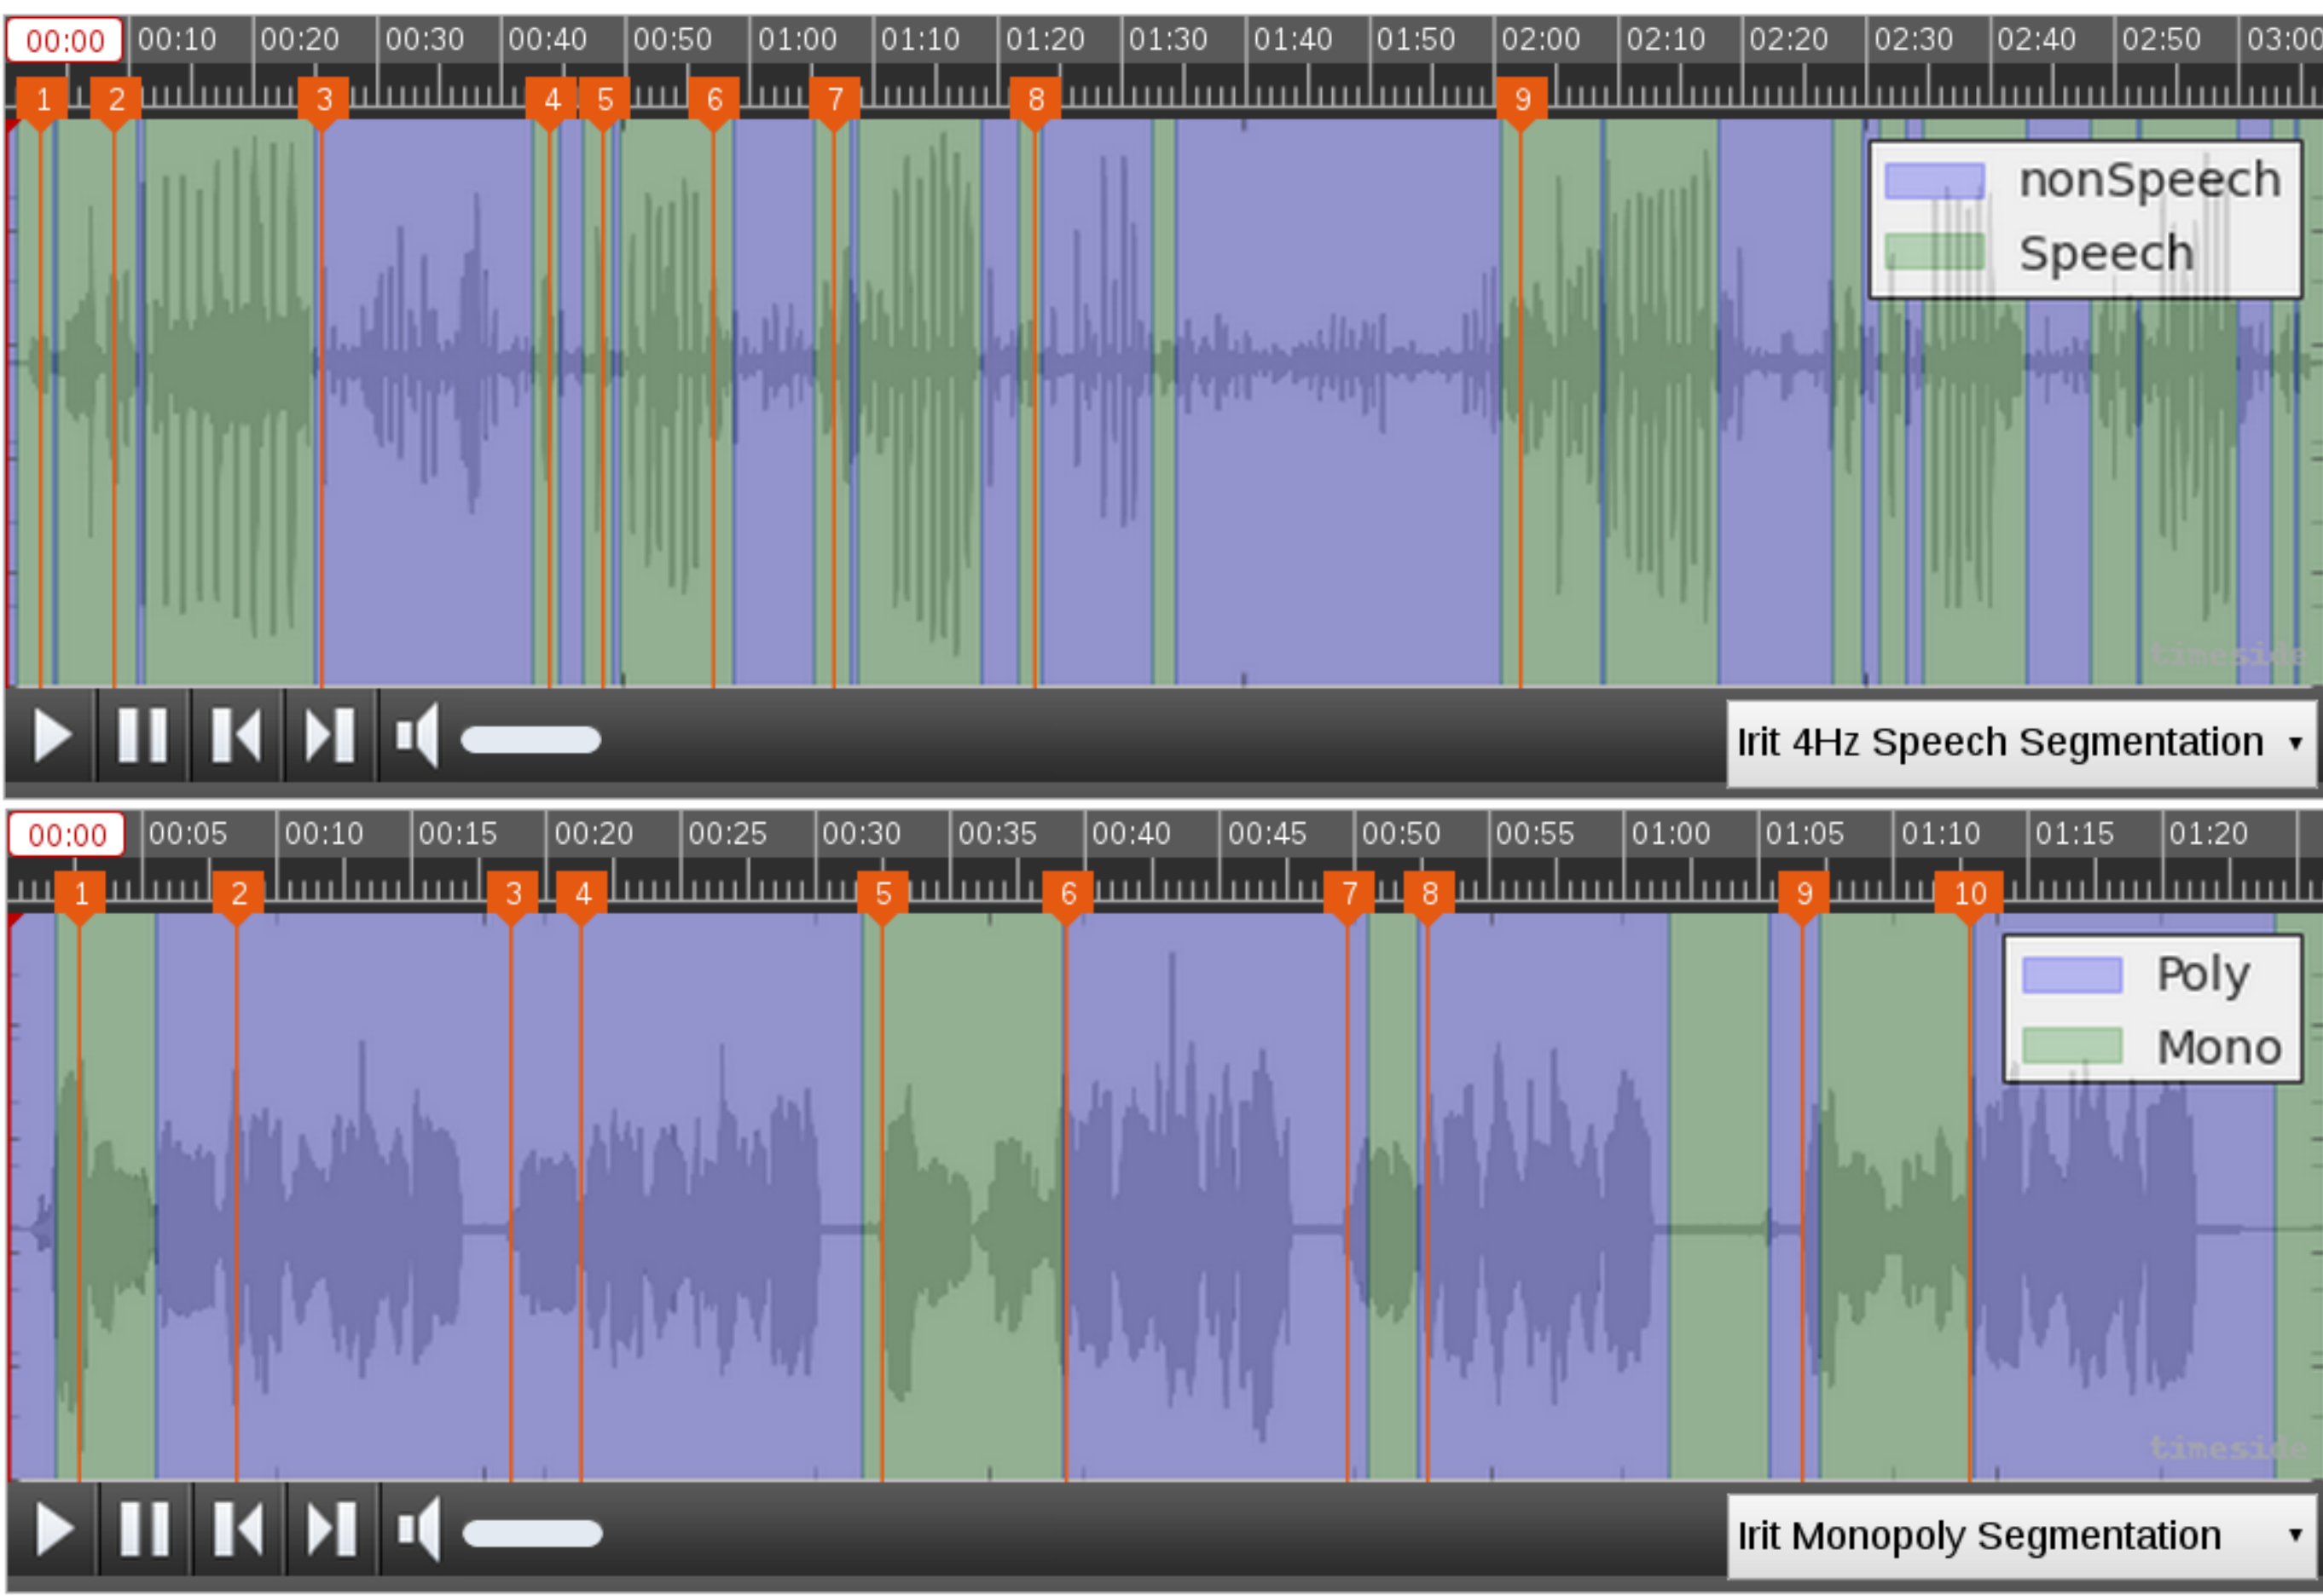 00:00 00:10 00:20 00:30 00:40 00:50 01:00 01:10 01:20 01:30 01:40 01:50 02:00 02:10 02:20 02:30 02:40 02:50 03:00
1 2 3 4 5 6 7 8 9
nonSpeech
Speech
timeside
Irit 4Hz Speech Segmentation
00:00 00:05 00:10 00:15 00:20 00:25 00:30 00:35 00:40 00:45 00:50 00:55 01:00 01:05 01:10 01:15 01:20
1 2 3 4 5 6 7 8 9 10
Poly
Mono
timeside
Irit Monopoly Segmentation